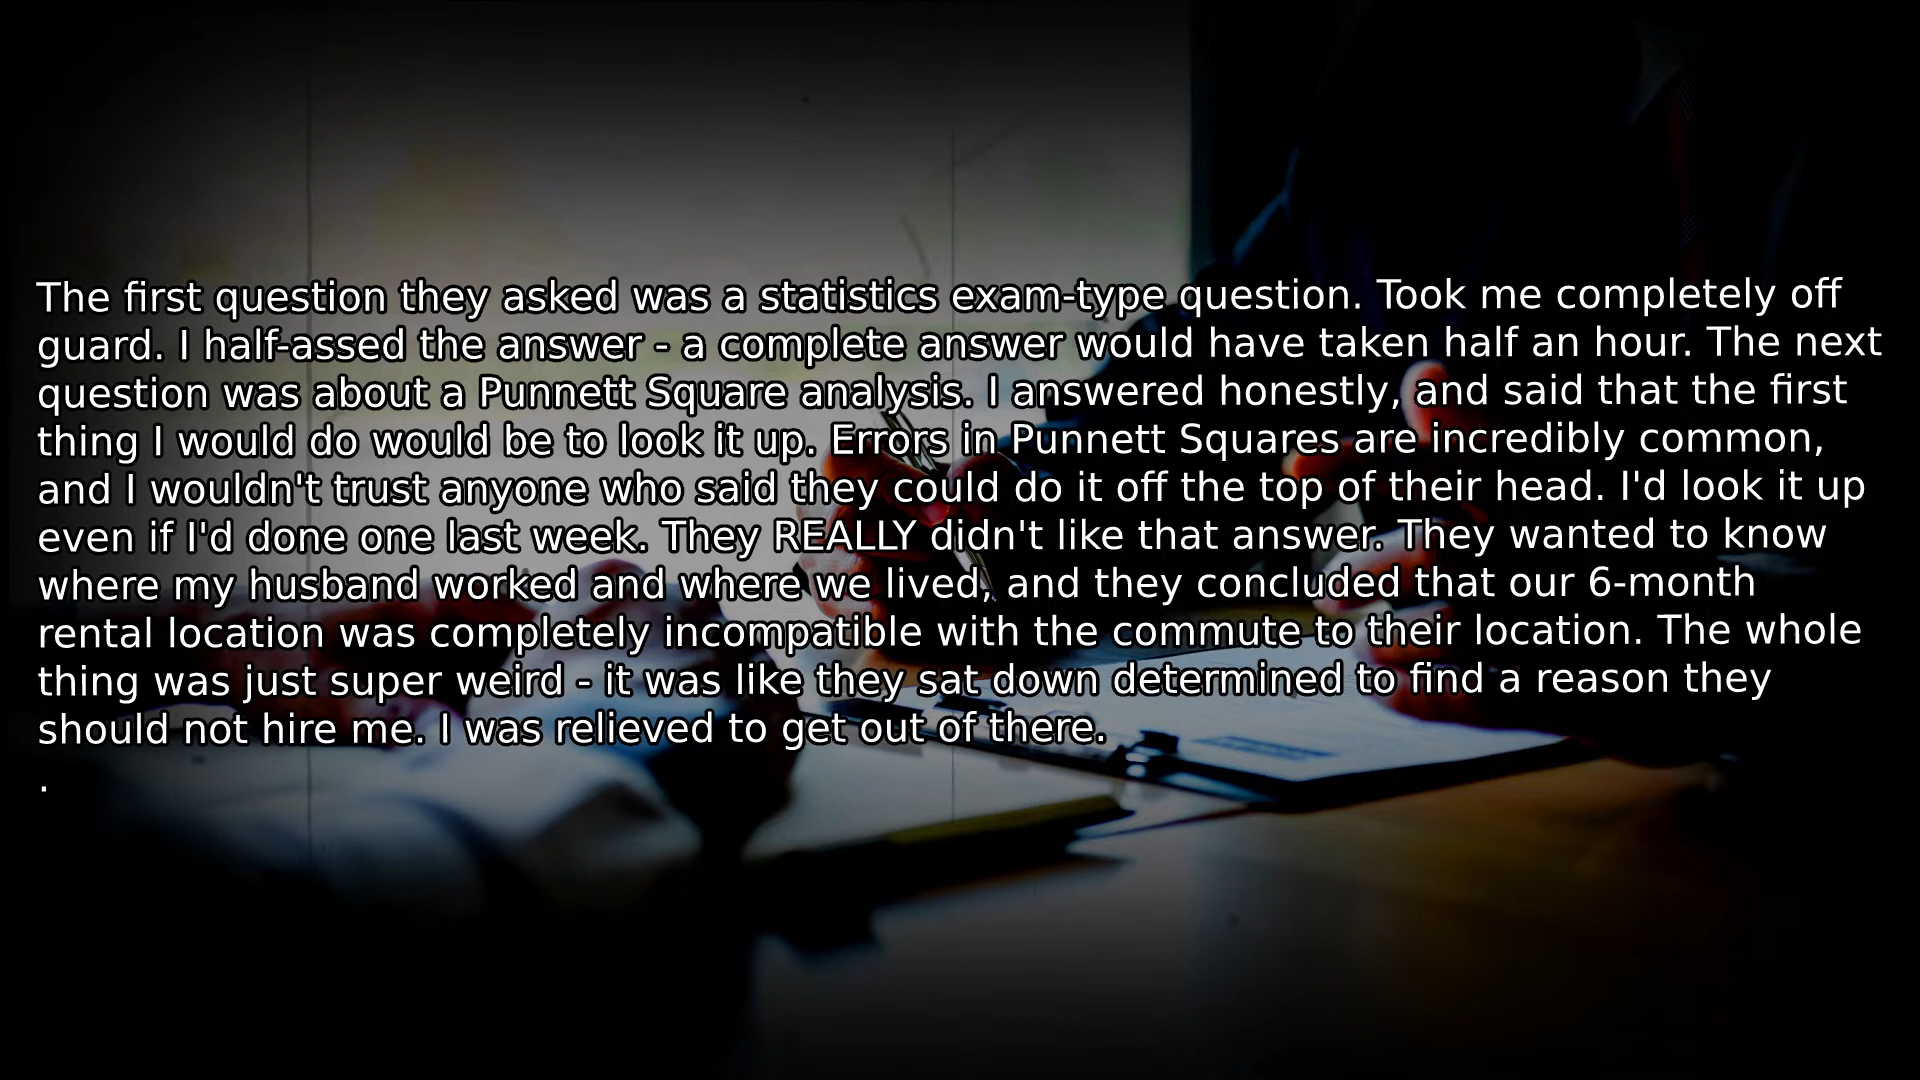 The first question they asked was a statistics exam-type question. Took me completely off
guard. I half-assed the answer - a complete answer would have taken half an hour. The next
question was about a Punnett Square analysis. I answered honestly, and said that the first
thing I would do would be to look it up. Errors in Punnett Squares are incredibly common,
and I wouldn't trust anyone who said they could do it off the top of their head. I'd look it up
even if I'd done one last week. They REALLY didn't like that answer. They wanted to know
where my husband worked and where we lived, and they concluded that our 6-month
rental location was completely incompatible with the commute to their location. The whole
thing was just super weird - it was like they sat down determined to find a reason they
should not hire me. I was relieved to get out of there.
.